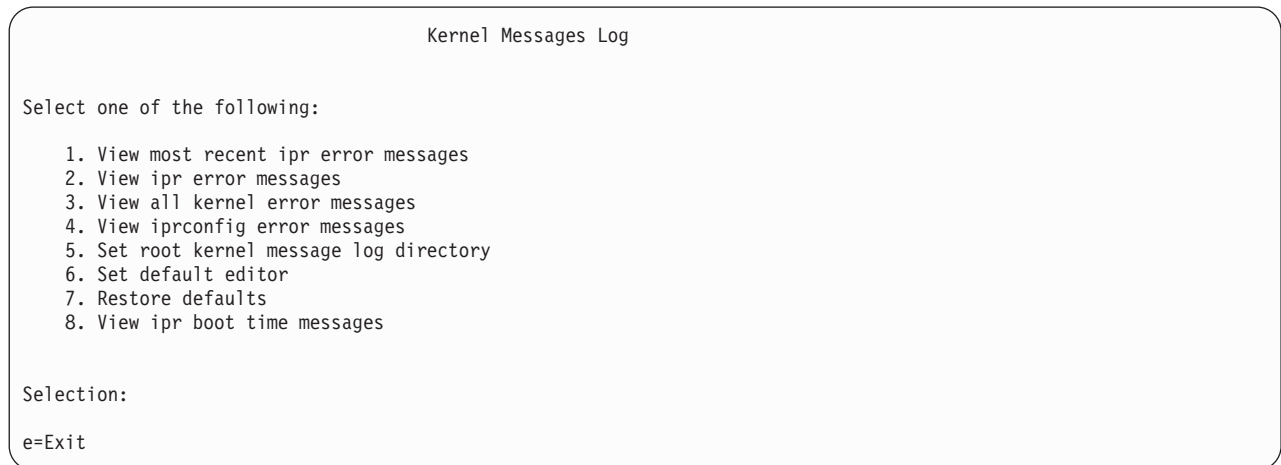 Kernel Messages Log
Select one of the following:
1. View most recent ipr error messages
2. View ipr error messages
3. View all kernel error messages
4. View iprconfig error messages
5. Set root kernel message log directory
6. Set default editor
7. Restore defaults
8. View ipr boot time messages
Selection:
e=Exit